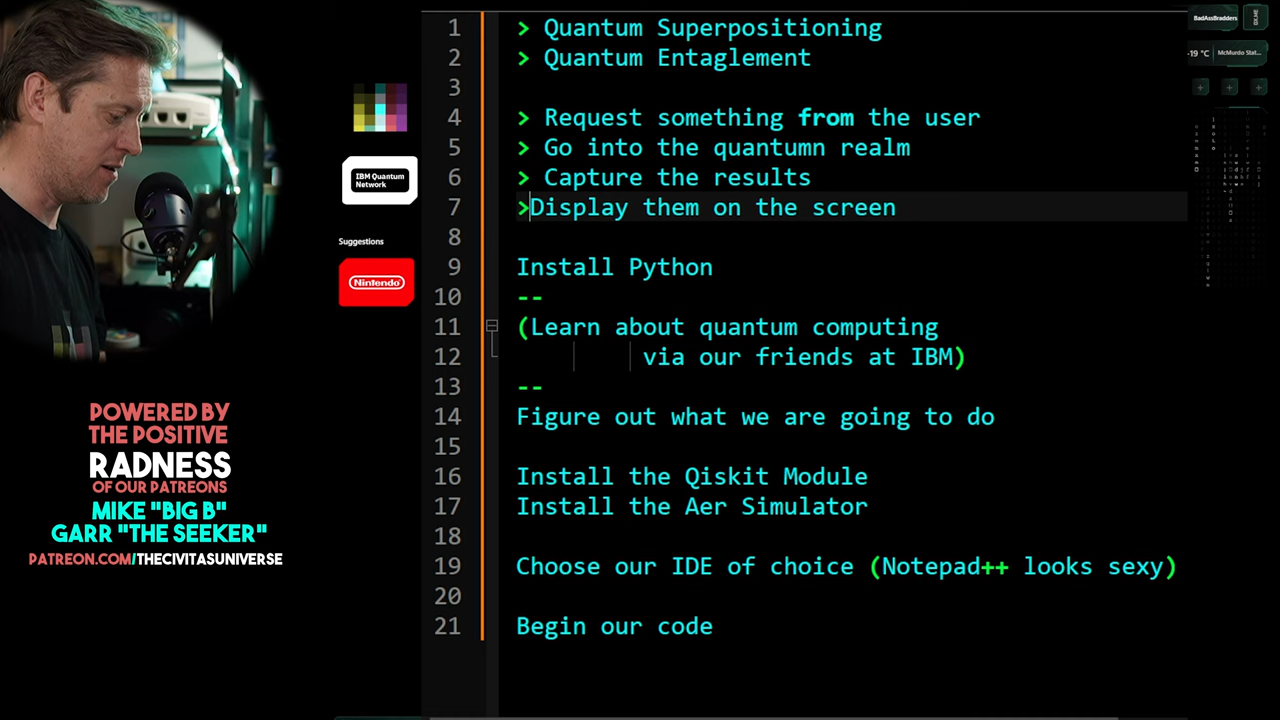 1 > Quantum Superpositioning
2 > Quantum Entaglement
3
4 > Request something from the user
5 > Go into the quantumn realm
6 > Capture the results
7 >Display them on the screen
8
9 Install Python
10 --
11 (Learn about quantum computing
12 via our friends at IBM)
13 --
14 Figure out what we are going to do
15
16 Install the Qiskit Module
17 Install the Aer Simulator
18
19 Choose our IDE of choice (Notepad++ looks sexy)
20
21 Begin our code
IBM Quantum
Network
Suggestions
Nintendo
POWERED BY
THE POSITIVE
RADNESS
OF OUR PATREONS
MIKE "BIG B"
GARR "THE SEEKER"
PATREON.COM/THECIVITASUNIVERSE
BadAssBradders
-19 °C
McMurdo Stat...